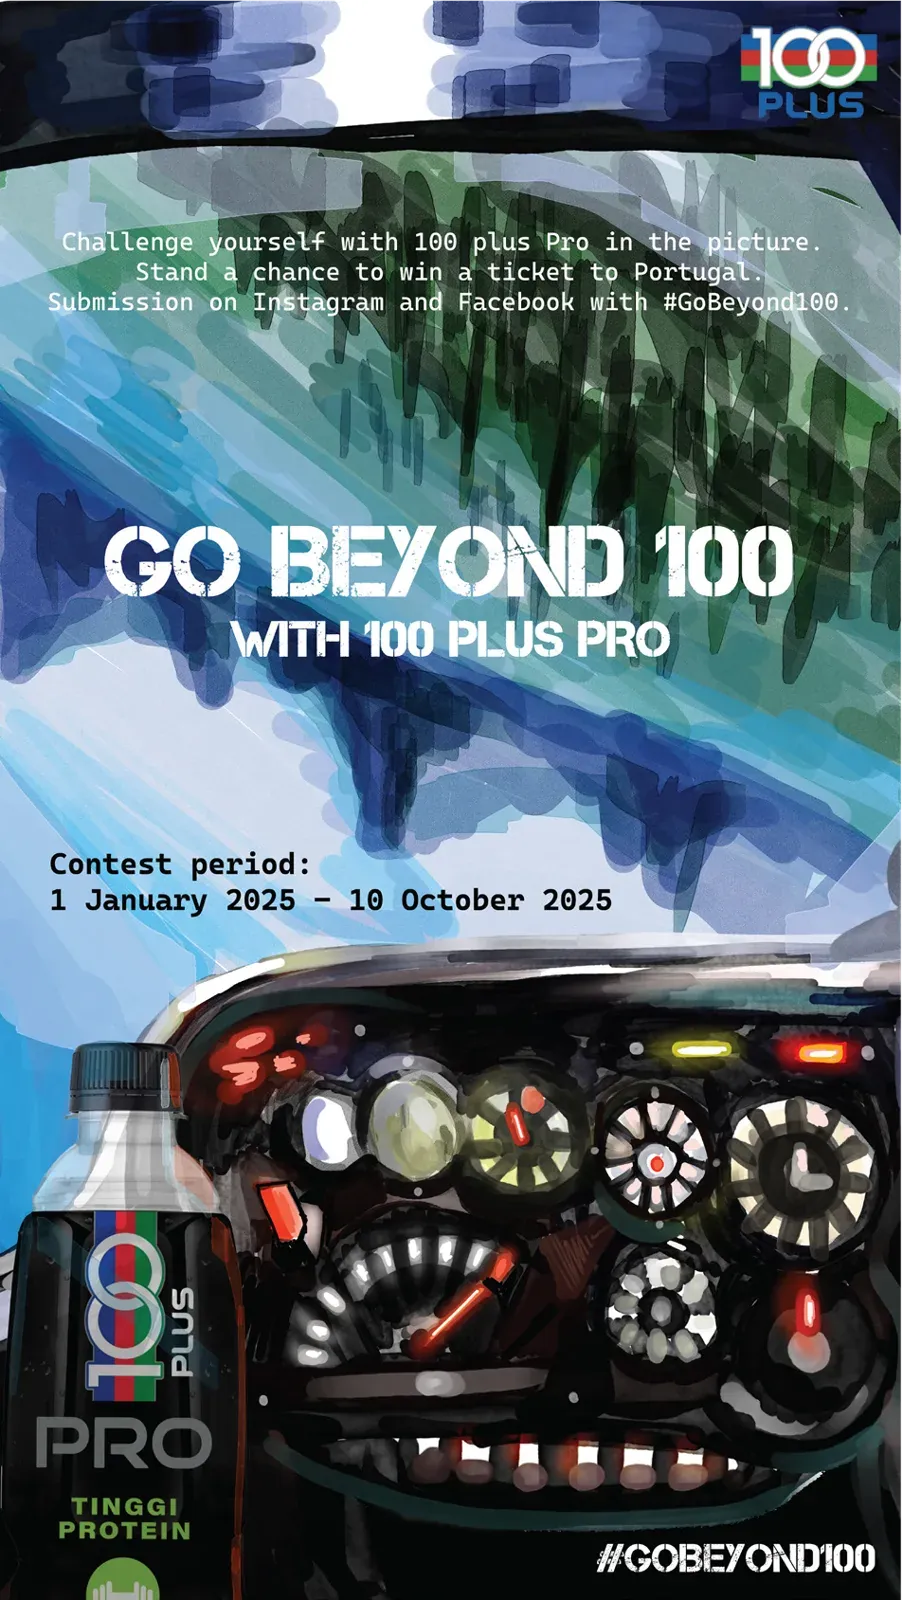 100
PLUS
Challenge yourself with 100 plus Pro in the picture.
Stand a chance to win a ticket to Portugal.
Submission on Instagram and Facebook with #GoBeyond100.
GO BEYOND 100
WITH 100 PLUS PRO
Contest period:
1 January 2025 – 10 October 2025
100
PLUS
PRO
TINGGI
PROTEIN
#GOBEYOND100